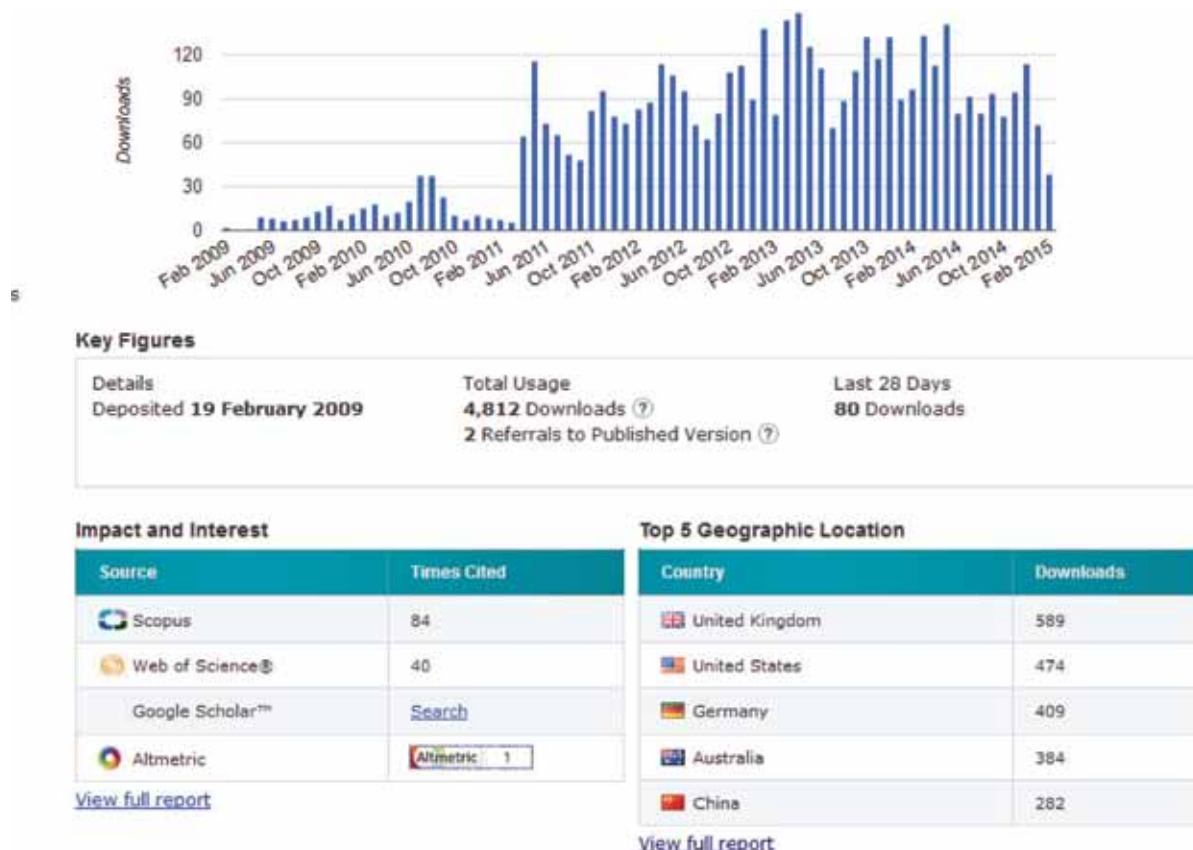 120
90
60
30
0
Downloads
Feb 2009
Jun 2009
Oct 2009
Feb 2010
Jun 2010
Oct 2010
Feb 2011
Jun 2011
Oct 2011
Feb 2012
Jun 2012
Oct 2012
Feb 2013
Jun 2013
Oct 2013
Feb 2014
Jun 2014
Oct 2014
Feb 2015
s
Key Figures
Details Total Usage Last 28 Days
Deposited 19 February 2009 4,812 Downloads ? 80 Downloads
2 Referrals to Published Version ?
Impact and Interest
Source Times Cited
Scopus 84
Web of Science® 40
Google Scholar™ Search
Altmetric Altmetric 1
View full report
Top 5 Geographic Location
Country Downloads
United Kingdom 589
United States 474
Germany 409
Australia 384
China 282
View full report